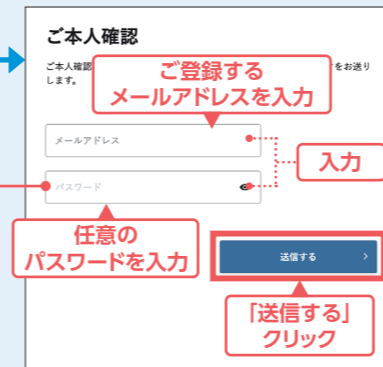 ご本人確認
ご本人確認
をお送り
します。
ご登録する
メールアドレスを入力
メールアドレス
入力
パスワード
任意の
パスワードを入力
送信する
「送信する」
クリック